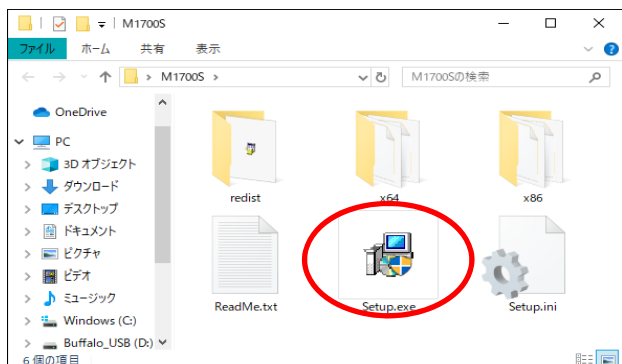 M1700S
ファイル ホーム 共有 表示
M1700S
M1700Sの検索
OneDrive
PC
3D オブジェクト
ダウンロード
デスクトップ
ドキュメント
ピクチャ
ビデオ
ミュージック
Windows (C:)
Buffalo_USB (D:)
redist x64 x86
ReadMe.txt Setup.exe Setup.ini
6 個の項目